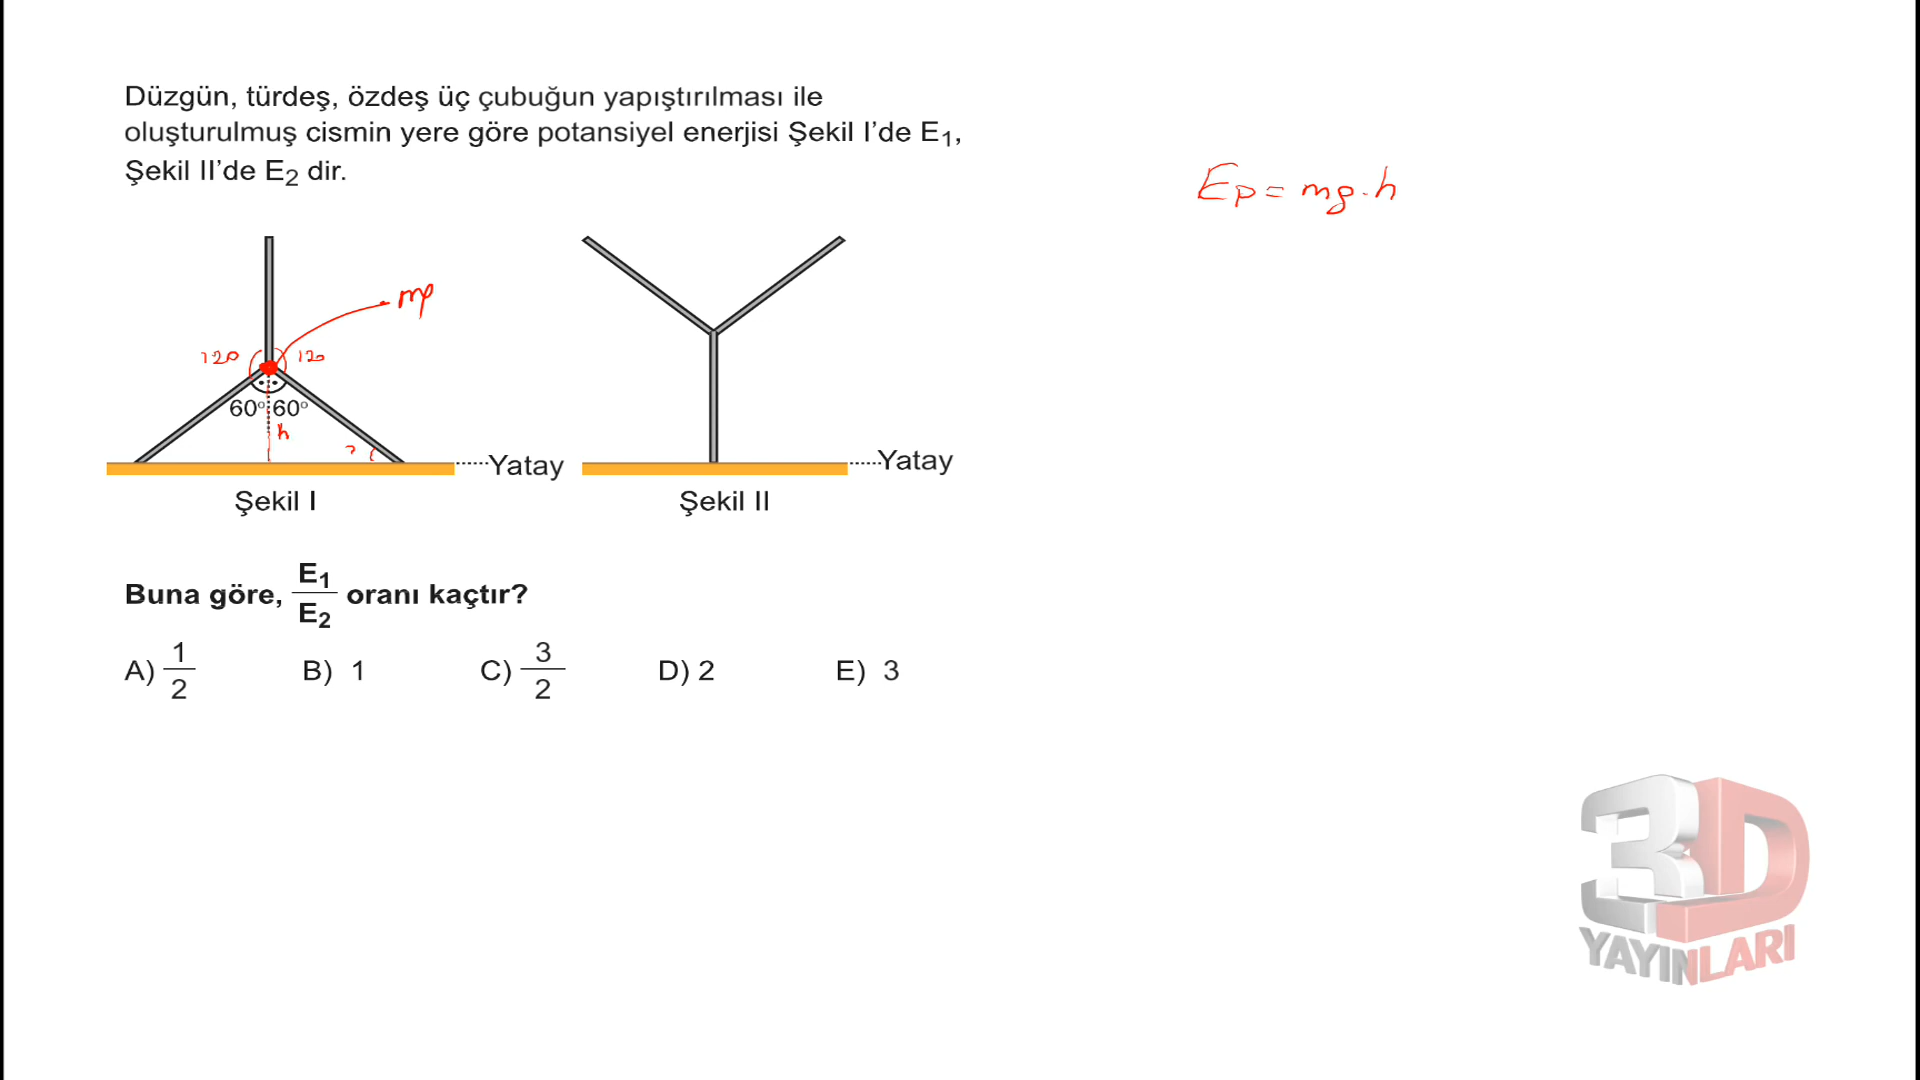 Düzgün, türdeş, özdeş üç çubuğun yapıştırılması ile
oluşturulmuş cismin yere göre potansiyel enerjisi Şekil I’de E1,
Şekil II’de E2 dir.
Ep = mg.h
mg
120 120
60° 60°
h
?
Yatay
Yatay
Şekil I
Şekil II
Buna göre, E1/E2 oranı kaçtır?
A) 1/2 B) 1 C) 3/2 D) 2 E) 3
3D
YAYINLARI